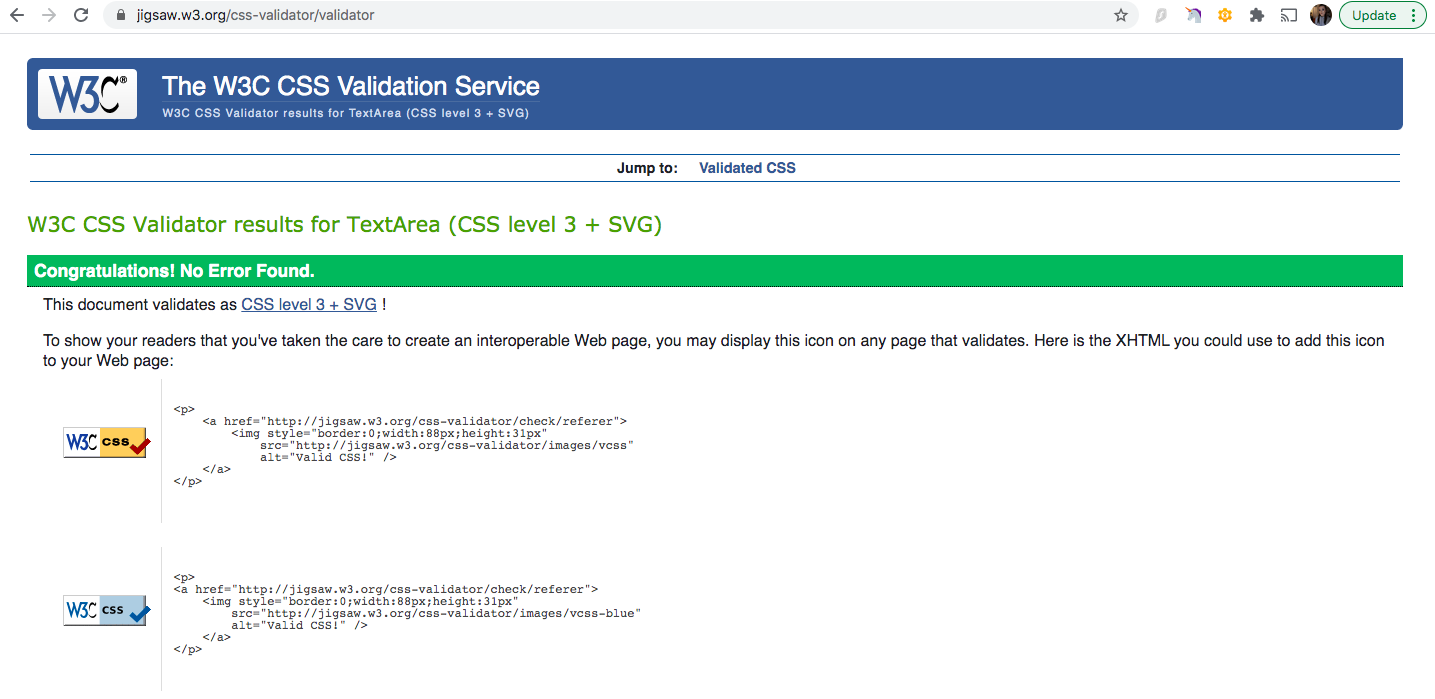 jigsaw.w3.org/css-validator/validator
Update
W3C®
The W3C CSS Validation Service
W3C CSS Validator results for TextArea (CSS level 3 + SVG)
Jump to: Validated CSS
W3C CSS Validator results for TextArea (CSS level 3 + SVG)
Congratulations! No Error Found.
This document validates as CSS level 3 + SVG !
To show your readers that you've taken the care to create an interoperable Web page, you may display this icon on any page that validates. Here is the XHTML you could use to add this icon
to your Web page:
W3C css
<p>
    <a href="http://jigsaw.w3.org/css-validator/check/referer">
        <img style="border:0;width:88px;height:31px"
            src="http://jigsaw.w3.org/css-validator/images/vcss"
            alt="Valid CSS!" />
    </a>
</p>
W3C css
<p>
<a href="http://jigsaw.w3.org/css-validator/check/referer">
    <img style="border:0;width:88px;height:31px"
        src="http://jigsaw.w3.org/css-validator/images/vcss-blue"
        alt="Valid CSS!" />
    </a>
</p>